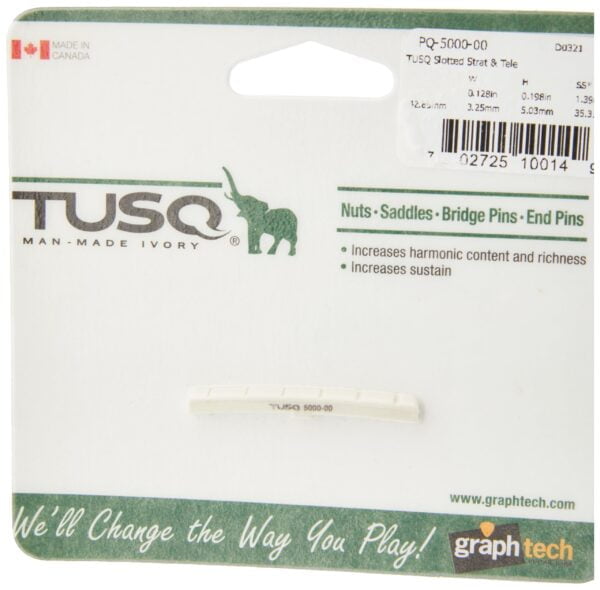 MADE IN
CANADA
PQ-5000-00 D0321
TUSQ Slotted Strat & Tele
W H
0.128in 0.198in
3.25mm 5.03mm
7 02725 10014 9
TUSQ®
MAN-MADE IVORY
Nuts•Saddles•Bridge Pins•End Pins
• Increases harmonic content and richness
• Increases sustain
TUSQ 5000-00
www.graphtech.com
We'll Change the Way You Play!
graph tech